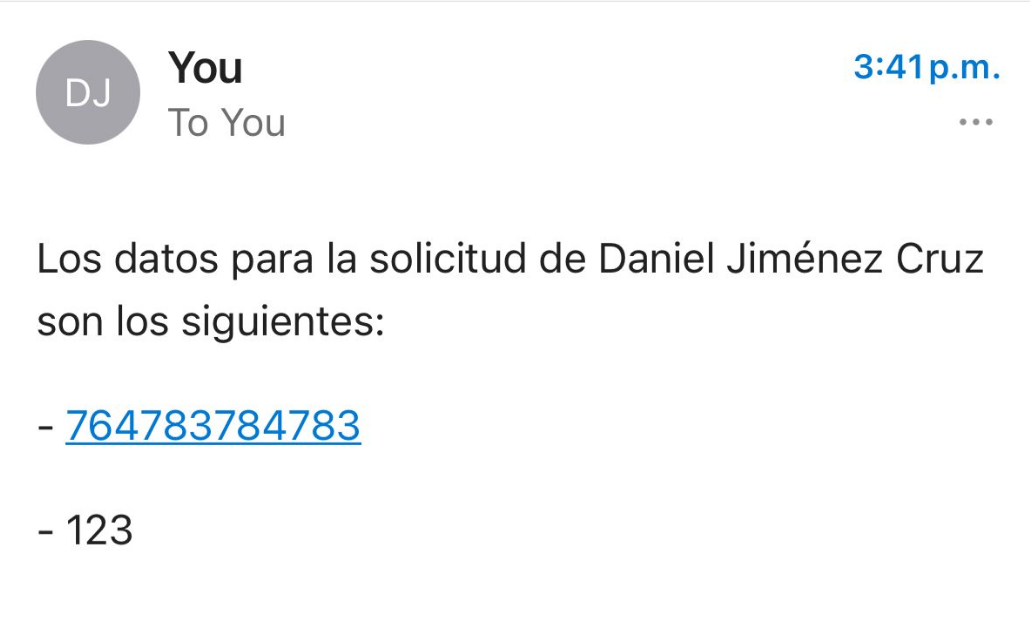 DJ
You
3:41 p.m.
To You
...
Los datos para la solicitud de Daniel Jiménez Cruz
son los siguientes:
- 764783784783
- 123